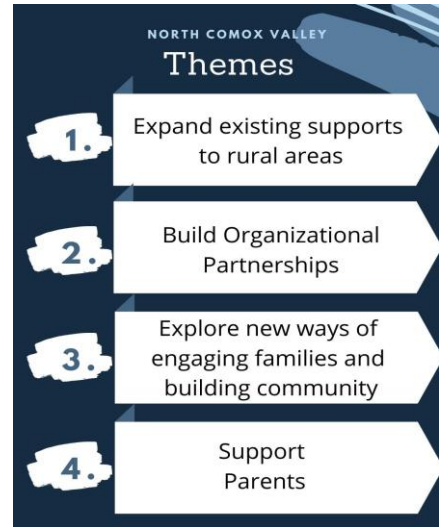 NORTH COMOX VALLEY
Themes
1.
Expand existing supports
to rural areas
2.
Build Organizational
Partnerships
3.
Explore new ways of
engaging families and
building community
4.
Support
Parents